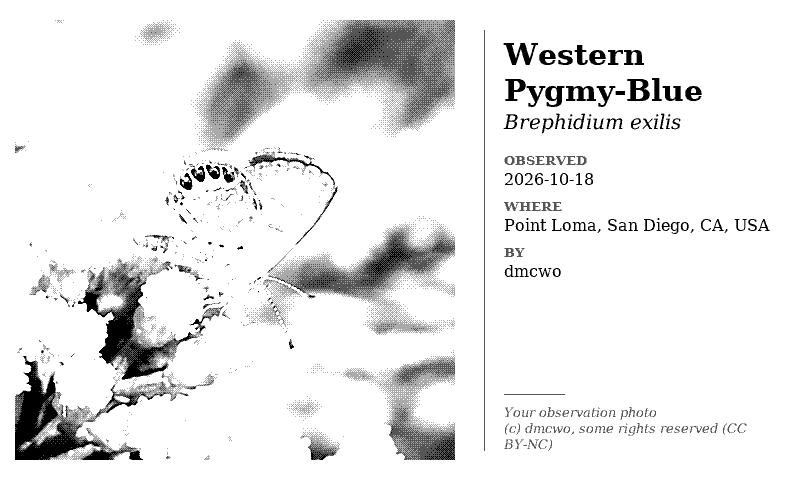 Western
Pygmy-Blue
Brephidium exilis
OBSERVED
2026-10-18
WHERE
Point Loma, San Diego, CA, USA
BY
dmcwo
Your observation photo
(c) dmcwo, some rights reserved (CC
BY-NC)